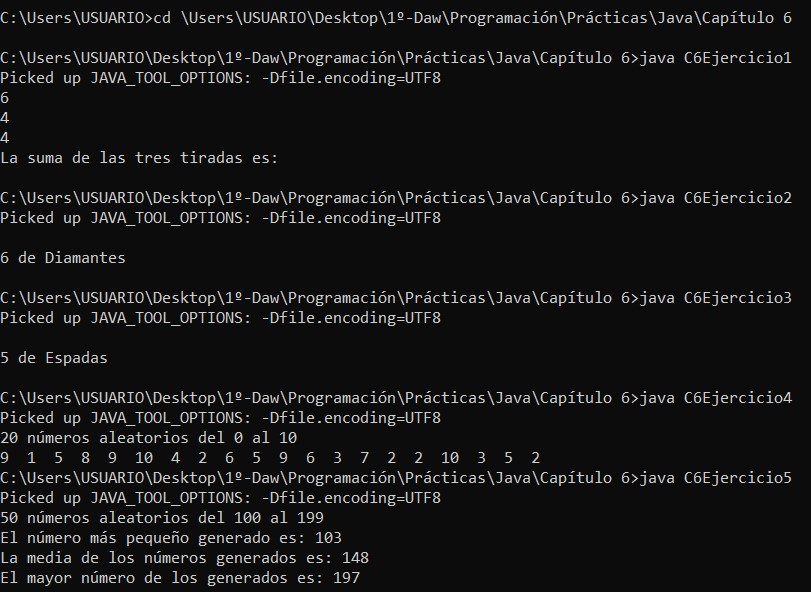 C:\Users\USUARIO>cd \Users\USUARIO\Desktop\1º-Daw\Programación\Prácticas\Java\Capítulo 6
C:\Users\USUARIO\Desktop\1º-Daw\Programación\Prácticas\Java\Capítulo 6>java C6Ejercicio1
Picked up JAVA_TOOL_OPTIONS: -Dfile.encoding=UTF8
6
4
4
La suma de las tres tiradas es:
C:\Users\USUARIO\Desktop\1º-Daw\Programación\Prácticas\Java\Capítulo 6>java C6Ejercicio2
Picked up JAVA_TOOL_OPTIONS: -Dfile.encoding=UTF8
6 de Diamantes
C:\Users\USUARIO\Desktop\1º-Daw\Programación\Prácticas\Java\Capítulo 6>java C6Ejercicio3
Picked up JAVA_TOOL_OPTIONS: -Dfile.encoding=UTF8
5 de Espadas
C:\Users\USUARIO\Desktop\1º-Daw\Programación\Prácticas\Java\Capítulo 6>java C6Ejercicio4
Picked up JAVA_TOOL_OPTIONS: -Dfile.encoding=UTF8
20 números aleatorios del 0 al 10
9  1  5  8  9  10  4  2  6  5  9  6  3  7  2  2  10  3  5  2
C:\Users\USUARIO\Desktop\1º-Daw\Programación\Prácticas\Java\Capítulo 6>java C6Ejercicio5
Picked up JAVA_TOOL_OPTIONS: -Dfile.encoding=UTF8
50 números aleatorios del 100 al 199
El número más pequeño generado es: 103
La media de los números generados es: 148
El mayor número de los generados es: 197